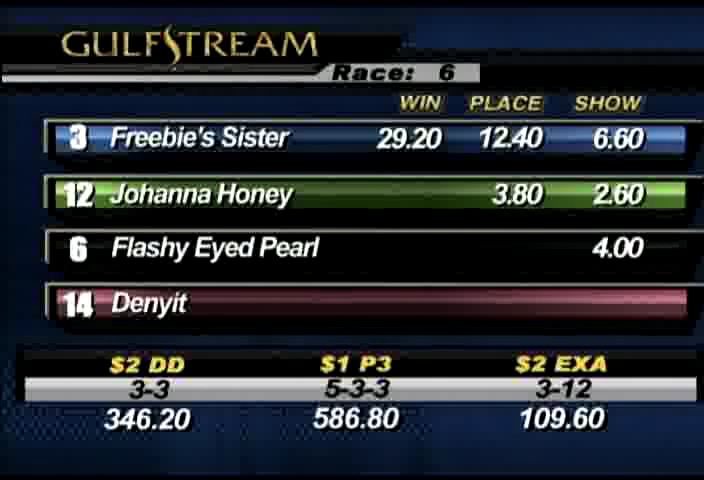 GULFSTREAM
Race: 6
WIN PLACE SHOW
3 Freebie's Sister 29.20 12.40 6.60
12 Johanna Honey 3.80 2.60
6 Flashy Eyed Pearl 4.00
14 Denyit
$2 DD $1 P3 $2 EXA
3-3 5-3-3 3-12
346.20 586.80 109.60